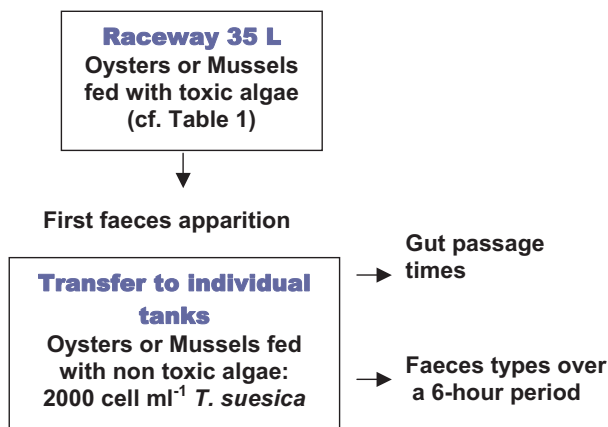 Raceway 35 L
Oysters or Mussels
fed with toxic algae
(cf. Table 1)
First faeces apparition
Transfer to individual
tanks
Oysters or Mussels fed
with non toxic algae:
2000 cell ml⁻¹ T. suesica
Gut passage
times
Faeces types over
a 6-hour period